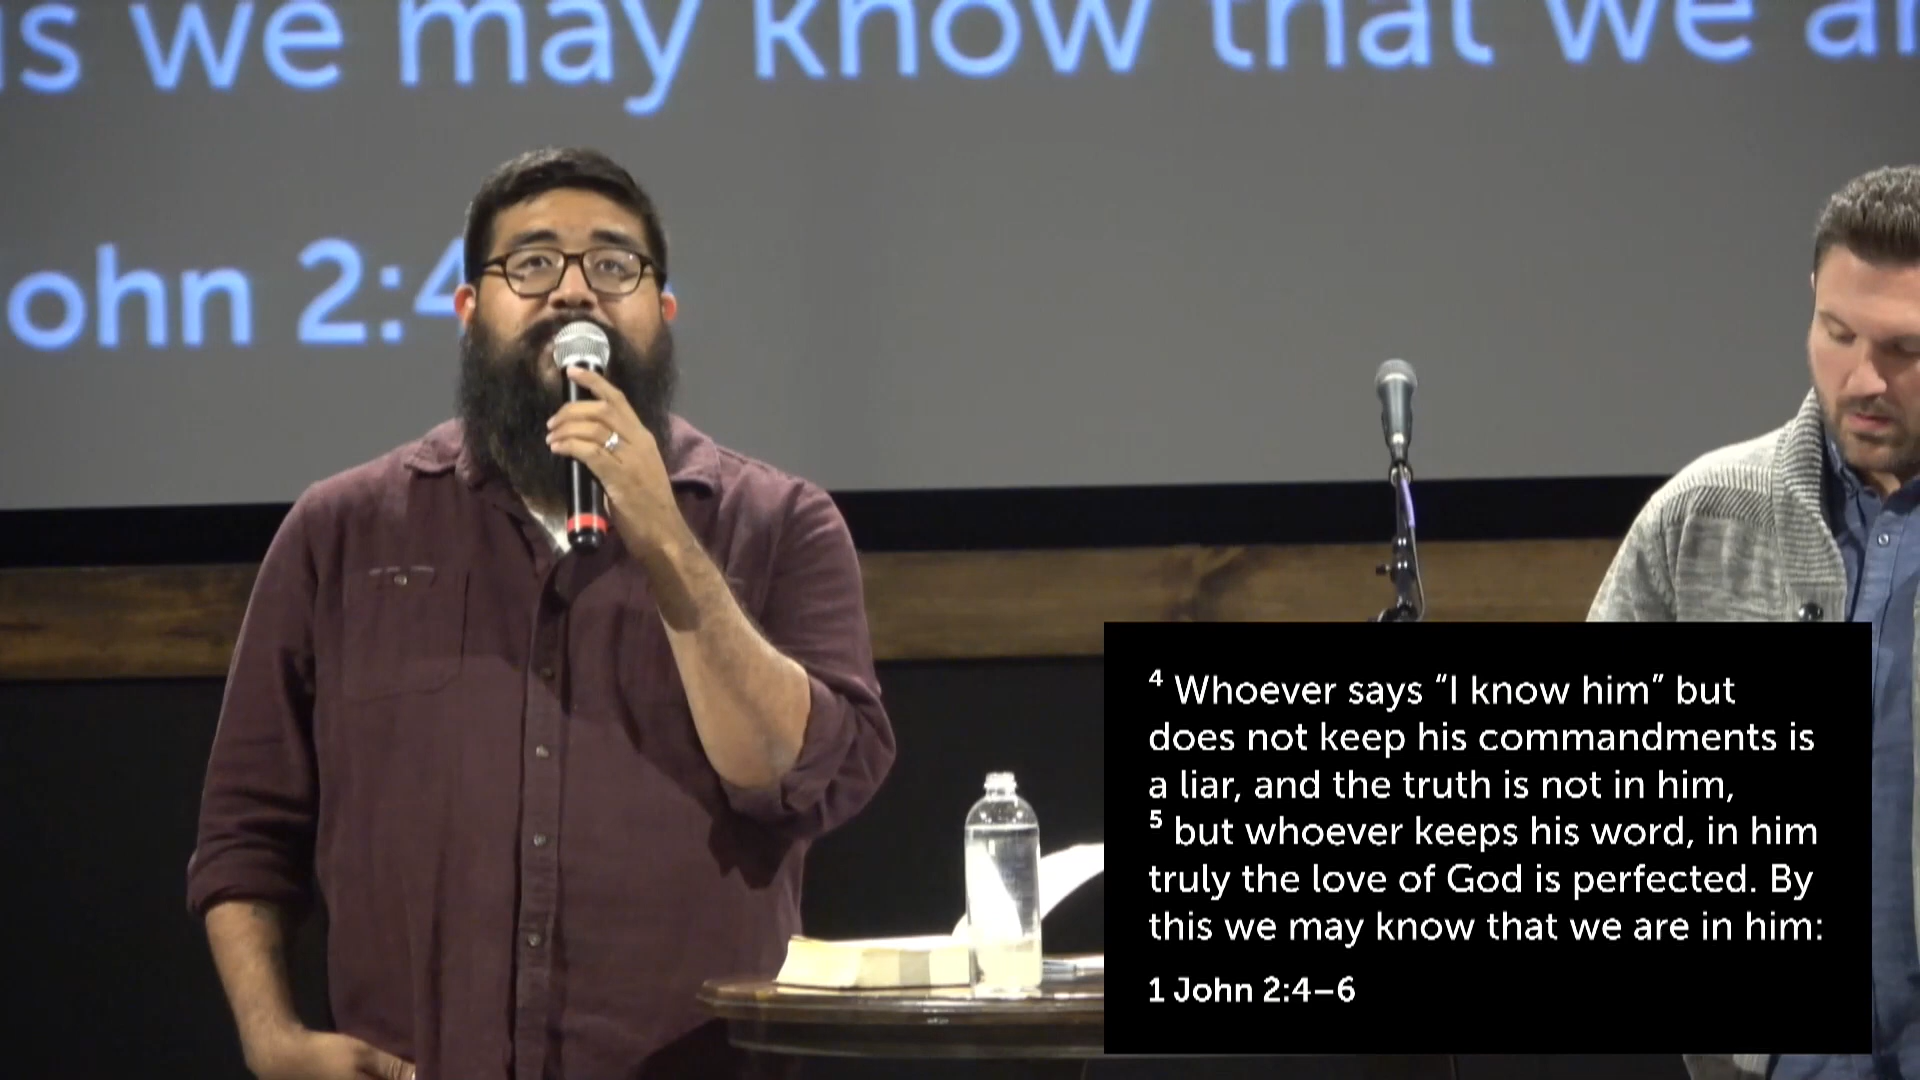 is we may know that we ar
ohn 2:4
⁴ Whoever says “I know him” but
does not keep his commandments is
a liar, and the truth is not in him,
⁵ but whoever keeps his word, in him
truly the love of God is perfected. By
this we may know that we are in him:
1 John 2:4–6